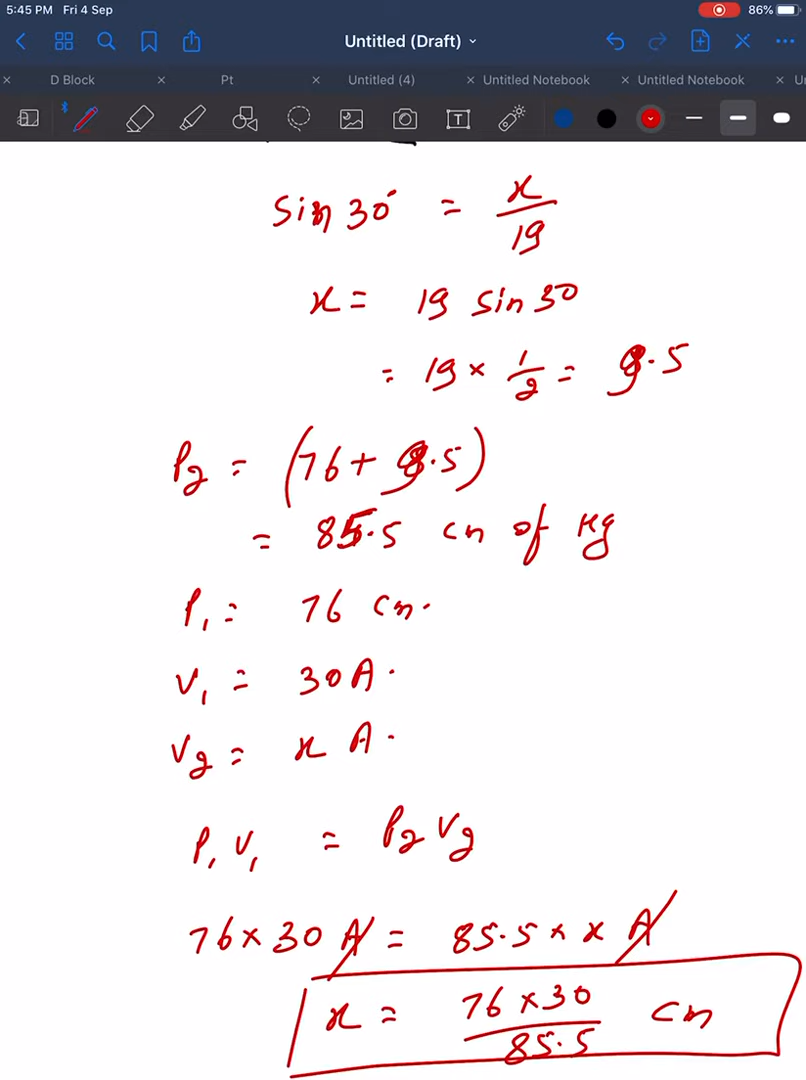 5:45 PM Fri 4 Sep 86%
Untitled (Draft)
D Block Pt Untitled (4) Untitled Notebook Untitled Notebook
T
sin 30° = x/19
x = 19 sin 30
= 19 × 1/2 = 9.5
P2 = (76 + 9.5)
= 85.5 cm of Hg
P1 = 76 cm.
V1 = 30 A.
V2 = x A.
P1 V1 = P2 V2
76 × 30 A = 85.5 × x A
x = 76 × 30 / 85.5 cm